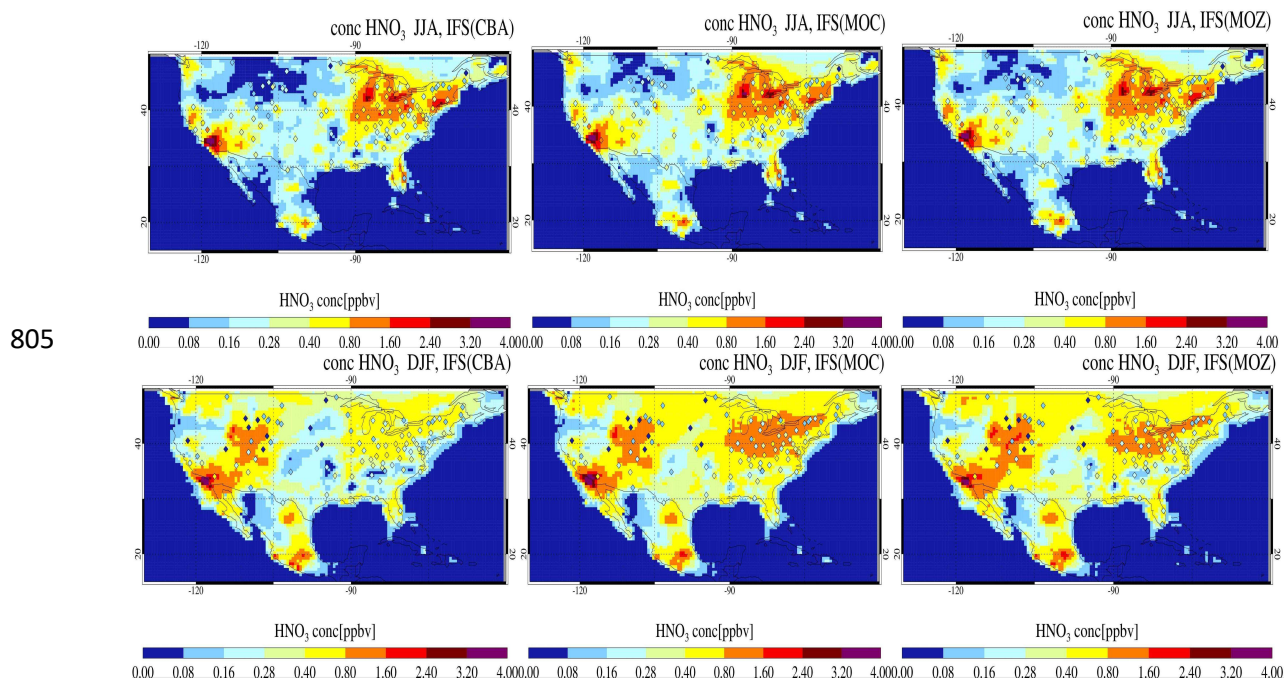 conc HNO₃ JJA, IFS(CBA)
conc HNO₃ JJA, IFS(MOC)
conc HNO₃ JJA, IFS(MOZ)
-120 -90
-120 -90
-120 -90
40 20
40 20
40 20
-120 -90
-120 -90
-120 -90
HNO₃ conc[ppbv]
HNO₃ conc[ppbv]
HNO₃ conc[ppbv]
805
0.00 0.08 0.16 0.28 0.40 0.80 1.60 2.40 3.20 4.00
0.00 0.08 0.16 0.28 0.40 0.80 1.60 2.40 3.20 4.00
0.00 0.08 0.16 0.28 0.40 0.80 1.60 2.40 3.20 4.00
conc HNO₃ DJF, IFS(CBA)
conc HNO₃ DJF, IFS(MOC)
conc HNO₃ DJF, IFS(MOZ)
-120 -90
-120 -90
-120 -90
40 40 20
40 40 20
40 40 20
-120 -90
-120 -90
-120 -90
HNO₃ conc[ppbv]
HNO₃ conc[ppbv]
HNO₃ conc[ppbv]
0.00 0.08 0.16 0.28 0.40 0.80 1.60 2.40 3.20 4.00
0.00 0.08 0.16 0.28 0.40 0.80 1.60 2.40 3.20 4.00
0.00 0.08 0.16 0.28 0.40 0.80 1.60 2.40 3.20 4.00